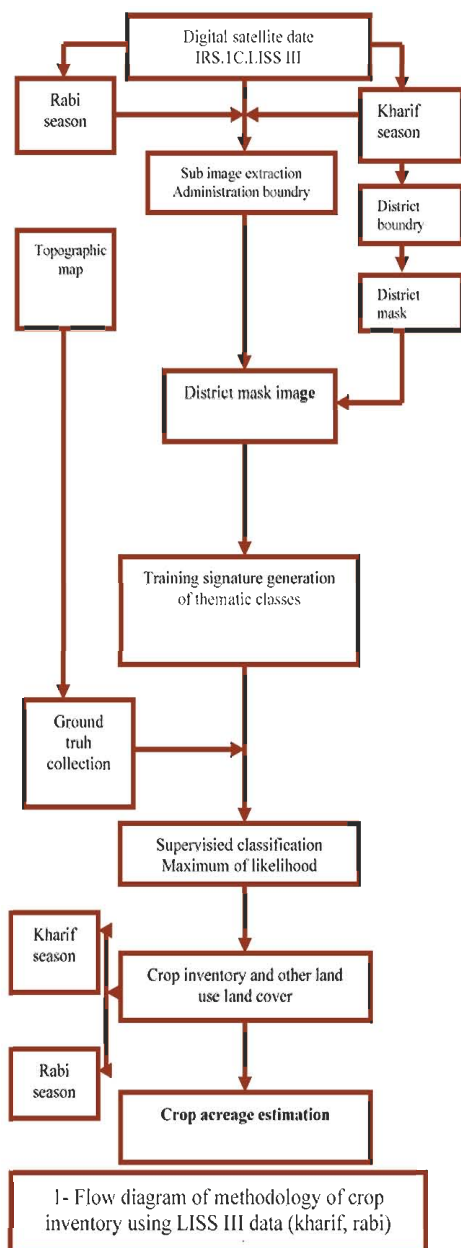 Digital satellite date
IRS.1C.LISS III
Rabi
season
Kharif
season
Sub image extraction
Administration boundry
District
boundry
Topographic
map
District
mask
District mask image
Training signature generation
of thematic classes
Ground
truh
collection
Supervisied classification
Maximum of likelihood
Kharif
season
Crop inventory and other land
use land cover
Rabi
season
Crop acreage estimation
1- Flow diagram of methodology of crop
inventory using LISS III data (kharif, rabi)